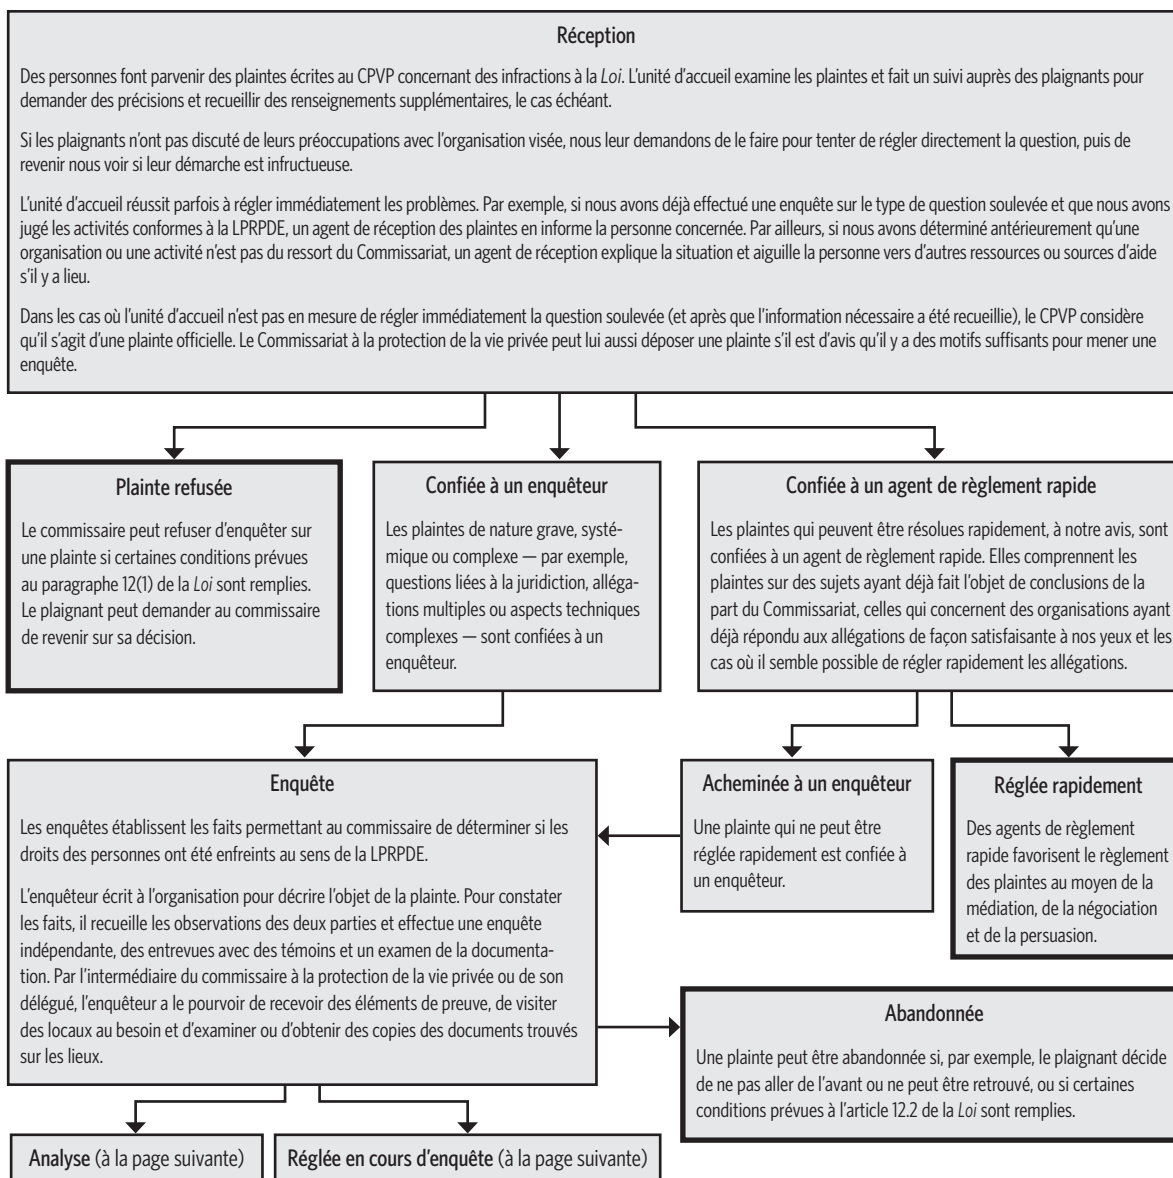 Réception
Des personnes font parvenir des plaintes écrites au CPVP concernant des infractions à la Loi. L'unité d'accueil examine les plaintes et fait un suivi auprès des plaignants pour
demander des précisions et recueillir des renseignements supplémentaires, le cas échéant.
Si les plaignants n'ont pas discuté de leurs préoccupations avec l'organisation visée, nous leur demandons de le faire pour tenter de régler directement la question, puis de
revenir nous voir si leur démarche est infructueuse.
L'unité d'accueil réussit parfois à régler immédiatement les problèmes. Par exemple, si nous avons déjà effectué une enquête sur le type de question soulevée et que nous avons
jugé les activités conformes à la LPRPDE, un agent de réception des plaintes en informe la personne concernée. Par ailleurs, si nous avons déterminé antérieurement qu'une
organisation ou une activité n'est pas du ressort du Commissariat, un agent de réception explique la situation et aiguille la personne vers d'autres ressources ou sources d'aide
s'il y a lieu.
Dans les cas où l'unité d'accueil n'est pas en mesure de régler immédiatement la question soulevée (et après que l'information nécessaire a été recueillie), le CPVP considère
qu'il s'agit d'une plainte officielle. Le Commissariat à la protection de la vie privée peut lui aussi déposer une plainte s'il est d'avis qu'il y a des motifs suffisants pour mener une
enquête.
Plainte refusée
Le commissaire peut refuser d'enquêter sur
une plainte si certaines conditions prévues
au paragraphe 12(1) de la Loi sont remplies.
Le plaignant peut demander au commissaire
de revenir sur sa décision.
Confiée à un enquêteur
Les plaintes de nature grave, systé-
mique ou complexe — par exemple,
questions liées à la juridiction, alléga-
tions multiples ou aspects techniques
complexes — sont confiées à un
enquêteur.
Confiée à un agent de règlement rapide
Les plaintes qui peuvent être résolues rapidement, à notre avis, sont
confiées à un agent de règlement rapide. Elles comprennent les
plaintes sur des sujets ayant déjà fait l'objet de conclusions de la
part du Commissariat, celles qui concernent des organisations ayant
déjà répondu aux allégations de façon satisfaisante à nos yeux et les
cas où il semble possible de régler rapidement les allégations.
Enquête
Les enquêtes établissent les faits permettant au commissaire de déterminer si les
droits des personnes ont été enfreints au sens de la LPRPDE.
L'enquêteur écrit à l'organisation pour décrire l'objet de la plainte. Pour constater
les faits, il recueille les observations des deux parties et effectue une enquête
indépendante, des entrevues avec des témoins et un examen de la documenta-
tion. Par l'intermédiaire du commissaire à la protection de la vie privée ou de son
délégué, l'enquêteur a le pourvoir de recevoir des éléments de preuve, de visiter
des locaux au besoin et d'examiner ou d'obtenir des copies des documents trouvés
sur les lieux.
Acheminée à un enquêteur
Une plainte qui ne peut être
réglée rapidement est confiée à
un enquêteur.
Réglée rapidement
Des agents de règlement
rapide favorisent le règlement
des plaintes au moyen de la
médiation, de la négociation
et de la persuasion.
Abandonnée
Une plainte peut être abandonnée si, par exemple, le plaignant décide
de ne pas aller de l'avant ou ne peut être retrouvé, ou si certaines
conditions prévues à l'article 12.2 de la Loi sont remplies.
Analyse (à la page suivante)
Réglée en cours d'enquête (à la page suivante)